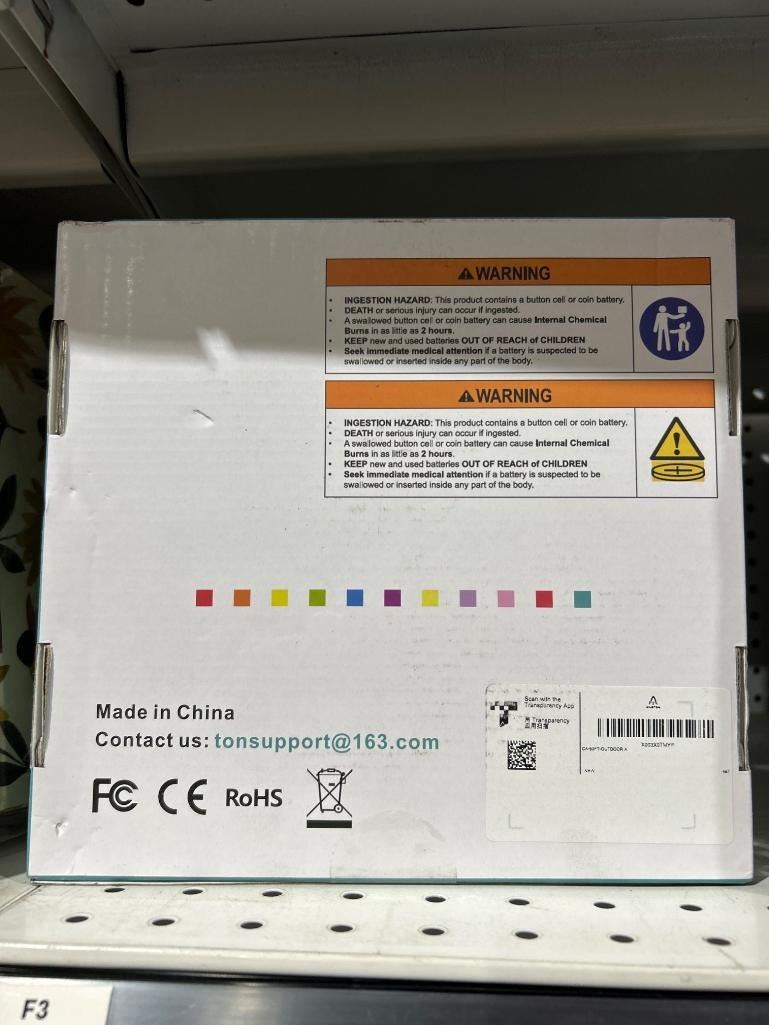 WARNING
INGESTION HAZARD: This product contains a button cell or coin battery.
DEATH or serious injury can occur if ingested.
A swallowed button cell or coin battery can cause Internal Chemical
Burns in as little as 2 hours.
KEEP new and used batteries OUT OF REACH of CHILDREN
Seek immediate medical attention if a battery is suspected to be
swallowed or inserted inside any part of the body.
WARNING
INGESTION HAZARD: This product contains a button cell or coin battery.
DEATH or serious injury can occur if ingested.
A swallowed button cell or coin battery can cause Internal Chemical
Burns in as little as 2 hours.
KEEP new and used batteries OUT OF REACH of CHILDREN
Seek immediate medical attention if a battery is suspected to be
swallowed or inserted inside any part of the body.
Made in China
Contact us: tonsupport@163.com
FC CE RoHS
Scan with the
Transparency App
用 Transparency
应用扫描
F3